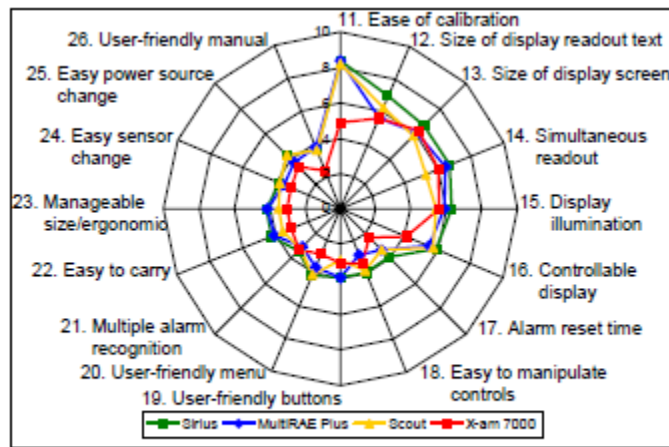 10
11. Ease of calibration
26. User-friendly manual
12. Size of display readout text
8
25. Easy power source
change
13. Size of display screen
6
24. Easy sensor
change
4
14. Simultaneous
readout
2
23. Manageable
size/ergonomic
0
15. Display
illumination
22. Easy to carry
16. Controllable
display
21. Multiple alarm
recognition
17. Alarm reset time
20. User-friendly menu
18. Easy to manipulate
controls
19. User-friendly buttons
Sirius
MultiRAE Plus
Scout
X-am 7000